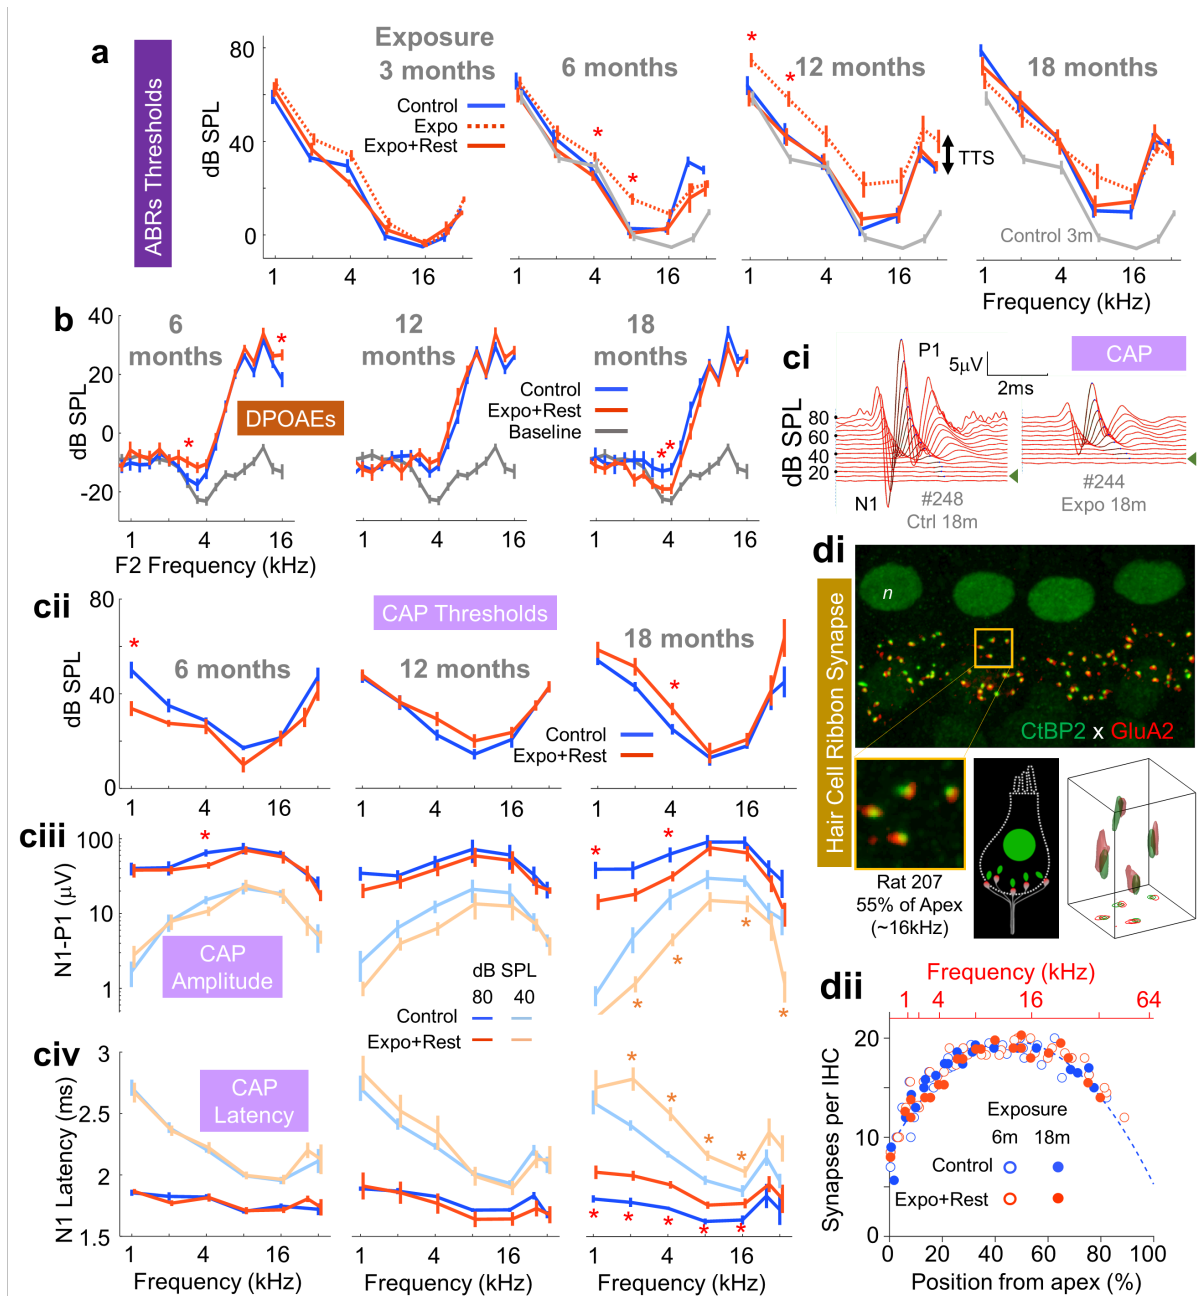 a
ABRs Thresholds
dB SPL
80
40
0
Exposure
3 months
6 months
12 months
18 months
Control
Expo
Expo+Rest
TTS
Control 3m
1 4 16
1 4 16
1 4 16
1 4 16
Frequency (kHz)
b
dB SPL
40
20
0
-20
6
months
12
months
18
months
DPOAEs
Control
Expo+Rest
Baseline
1 4 16
1 4 16
1 4 16
F2 Frequency (kHz)
ci
CAP
P1
5μV
2ms
dB SPL
80
60
40
20
N1
#248
Ctrl 18m
#244
Expo 18m
cii
dB SPL
80
40
0
CAP Thresholds
6 months
12 months
18 months
Control
Expo+Rest
1 4 16
1 4 16
1 4 16
ciii
N1-P1 (μV)
100
10
1
CAP
Amplitude
dB SPL
80 40
Control
Expo+Rest
civ
N1 Latency (ms)
3
2.5
2
1.5
CAP
Latency
1 4 16
1 4 16
1 4 16
Frequency (kHz)
Frequency (kHz)
Frequency (kHz)
di
Hair Cell Ribbon Synapse
n
CtBP2 x GluA2
Rat 207
55% of Apex
(~16kHz)
dii
Frequency (kHz)
1 4 16 64
Synapses per IHC
20
10
0
Exposure
6m 18m
Control
Expo+Rest
0 20 40 60 80 100
Position from apex (%)